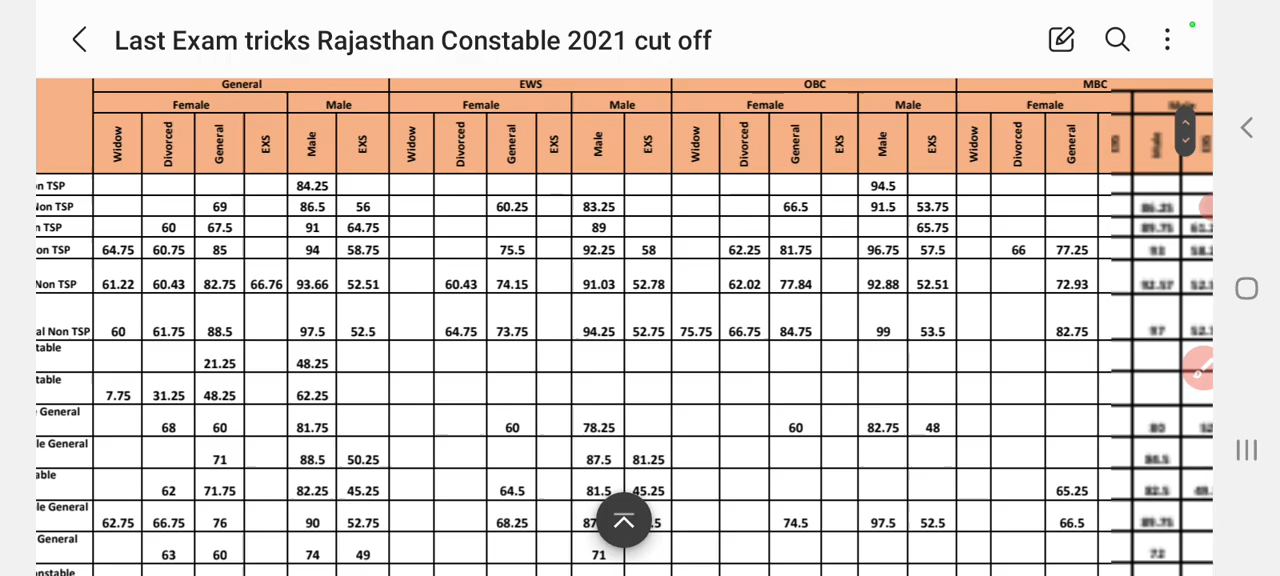 Last Exam tricks Rajasthan Constable 2021 cut off
General EWS OBC MBC
Female Male Female Male Female Male Female
Widow Divorced General EXS Male EXS Widow Divorced General EXS Male EXS Widow Divorced General EXS Male EXS Widow Divorced General
n TSP 84.25 94.5
Non TSP 69 86.5 56 60.25 83.25 66.5 91.5 53.75
n TSP 60 67.5 91 64.75 89 65.75
on TSP 64.75 60.75 85 94 58.75 75.5 92.25 58 62.25 81.75 96.75 57.5 66 77.25
Non TSP 61.22 60.43 82.75 66.76 93.66 52.51 60.43 74.15 91.03 52.78 62.02 77.84 92.88 52.51 72.93
al Non TSP 60 61.75 88.5 97.5 52.5 64.75 73.75 94.25 52.75 75.75 66.75 84.75 99 53.5 82.75
table
21.25 48.25
table
7.75 31.25 48.25 62.25
General
68 60 81.75 60 78.25 60 82.75 48
le General
71 88.5 50.25 87.5 81.25
able
62 71.75 82.25 45.25 64.5 81.5 45.25 65.25
le General
62.75 66.75 76 90 52.75 68.25 74.5 97.5 52.5 66.5
General
63 60 74 49 71
nstable